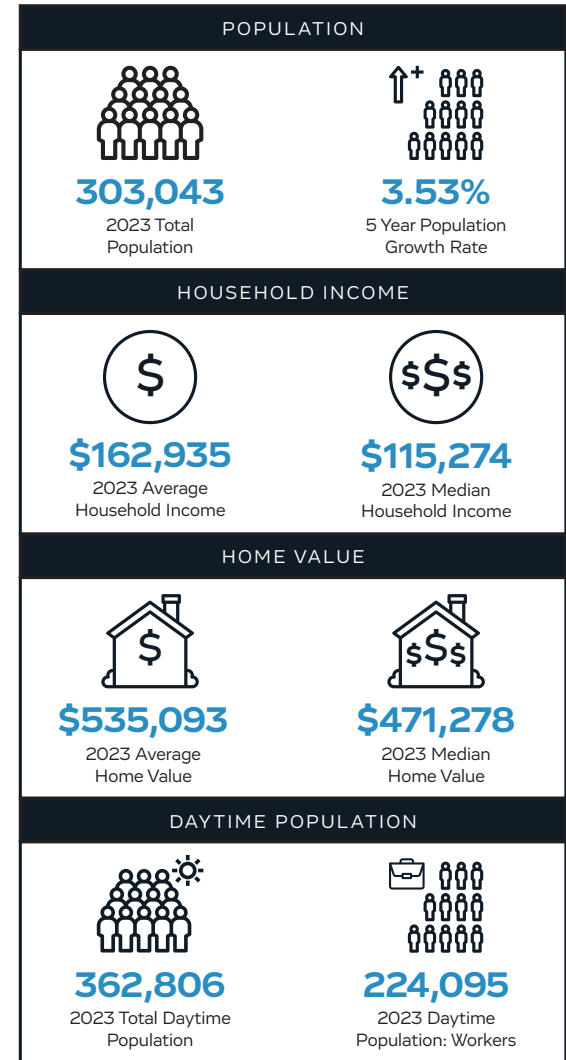 POPULATION
303,043
2023 Total
Population
3.53%
5 Year Population
Growth Rate
HOUSEHOLD INCOME
$
$162,935
2023 Average
Household Income
$$$
$115,274
2023 Median
Household Income
HOME VALUE
$
$535,093
2023 Average
Home Value
$$$
$471,278
2023 Median
Home Value
DAYTIME POPULATION
362,806
2023 Total Daytime
Population
224,095
2023 Daytime
Population: Workers